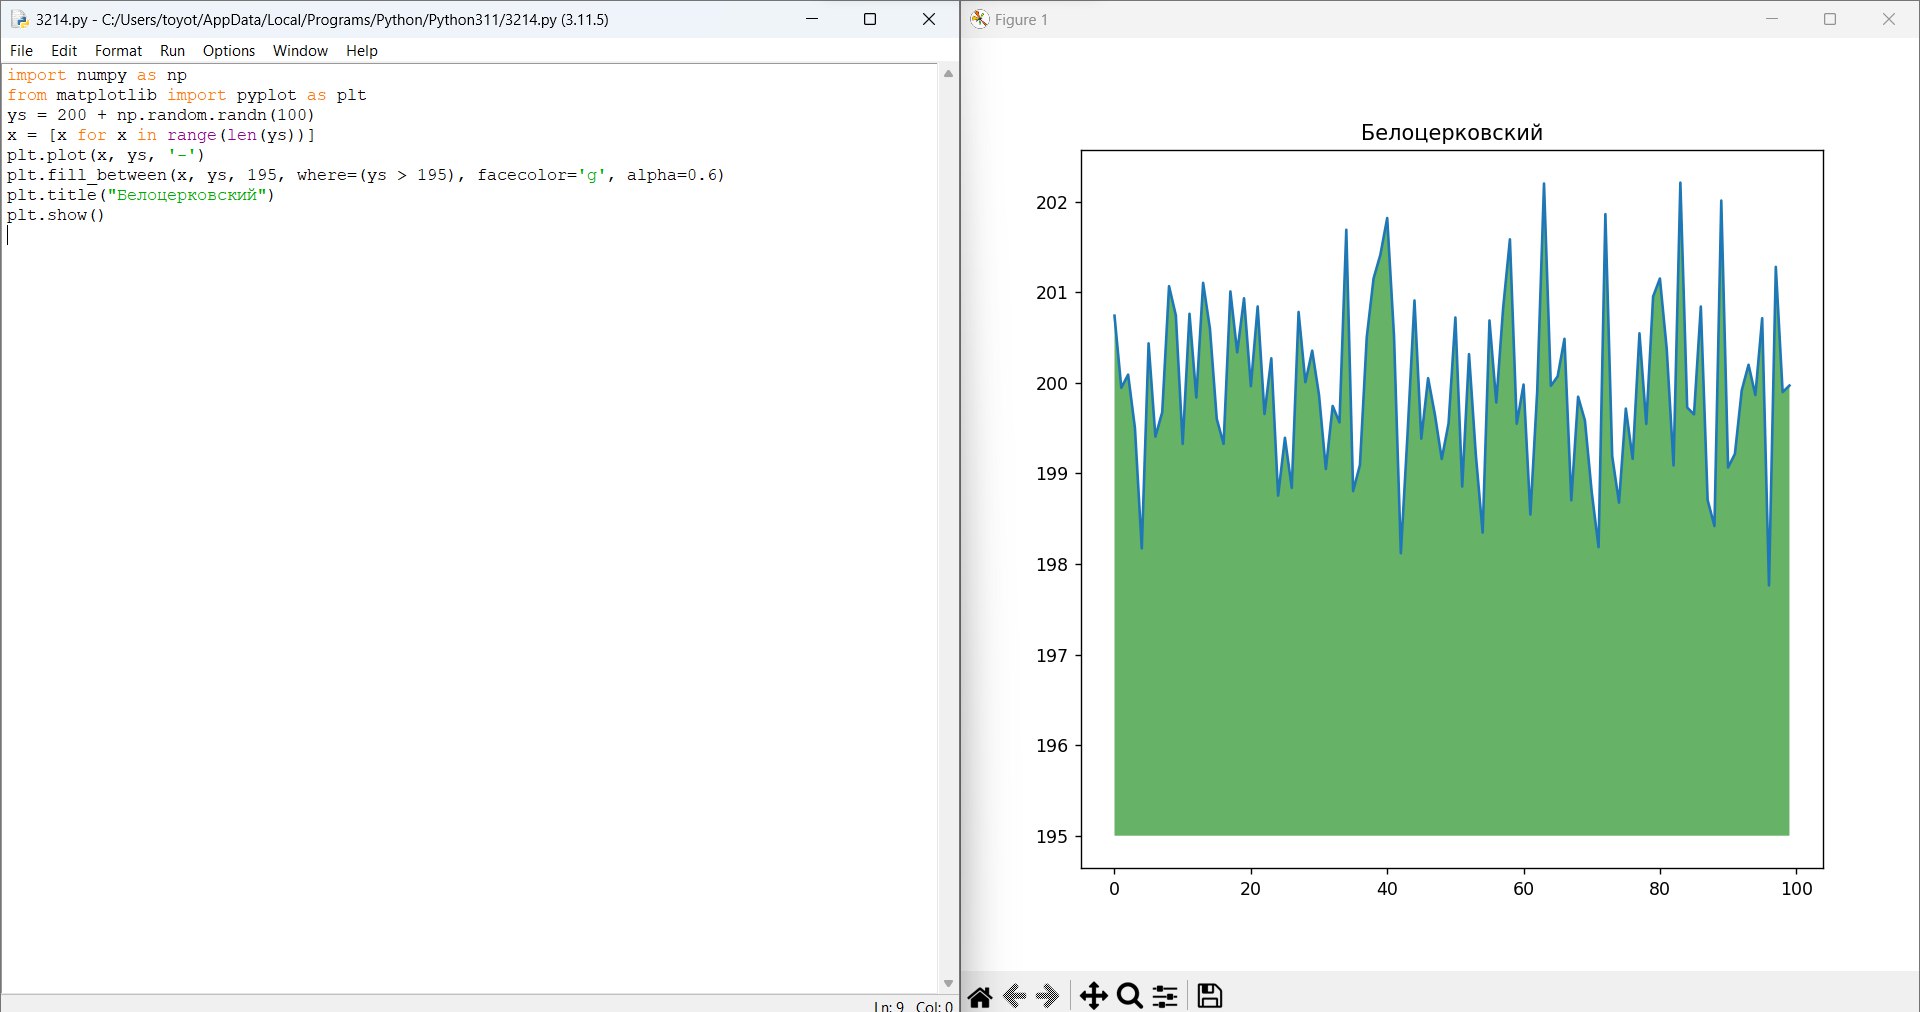 3214.py - C:/Users/toyot/AppData/Local/Programs/Python/Python311/3214.py (3.11.5)
File Edit Format Run Options Window Help
import numpy as np
from matplotlib import pyplot as plt
ys = 200 + np.random.randn(100)
x = [x for x in range(len(ys))]
plt.plot(x, ys, '-')
plt.fill_between(x, ys, 195, where=(ys > 195), facecolor='g', alpha=0.6)
plt.title("Белоцерковский")
plt.show()
Ln: 9 Col: 0
Figure 1
Белоцерковский
202
201
200
199
198
197
196
195
0 20 40 60 80 100